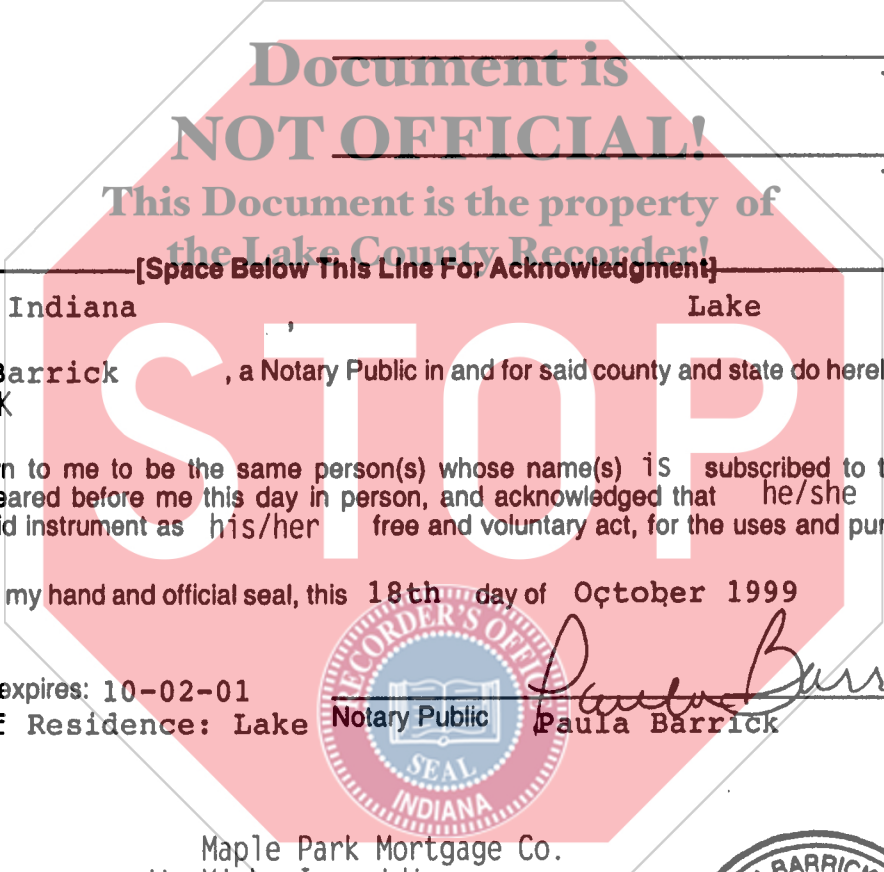 Document is
NOT OFFICIAL!
This Document is the property of
the Lake County Recorder!
[Space Below This Line For Acknowledgment]
Indiana , Lake
Barrick , a Notary Public in and for said county and state do herel
K
n to me to be the same person(s) whose name(s) is subscribed to t
eared before me this day in person, and acknowledged that he/she
id instrument as his/her free and voluntary act, for the uses and pur
STOP
my hand and official seal, this 18th day of October 1999
RECORDER'S OFFIC
expires: 10-02-01
Paula Barr
Residence: Lake Notary Public Paula Barrick
SEAL
INDIANA
Maple Park Mortgage Co.
BARRICK